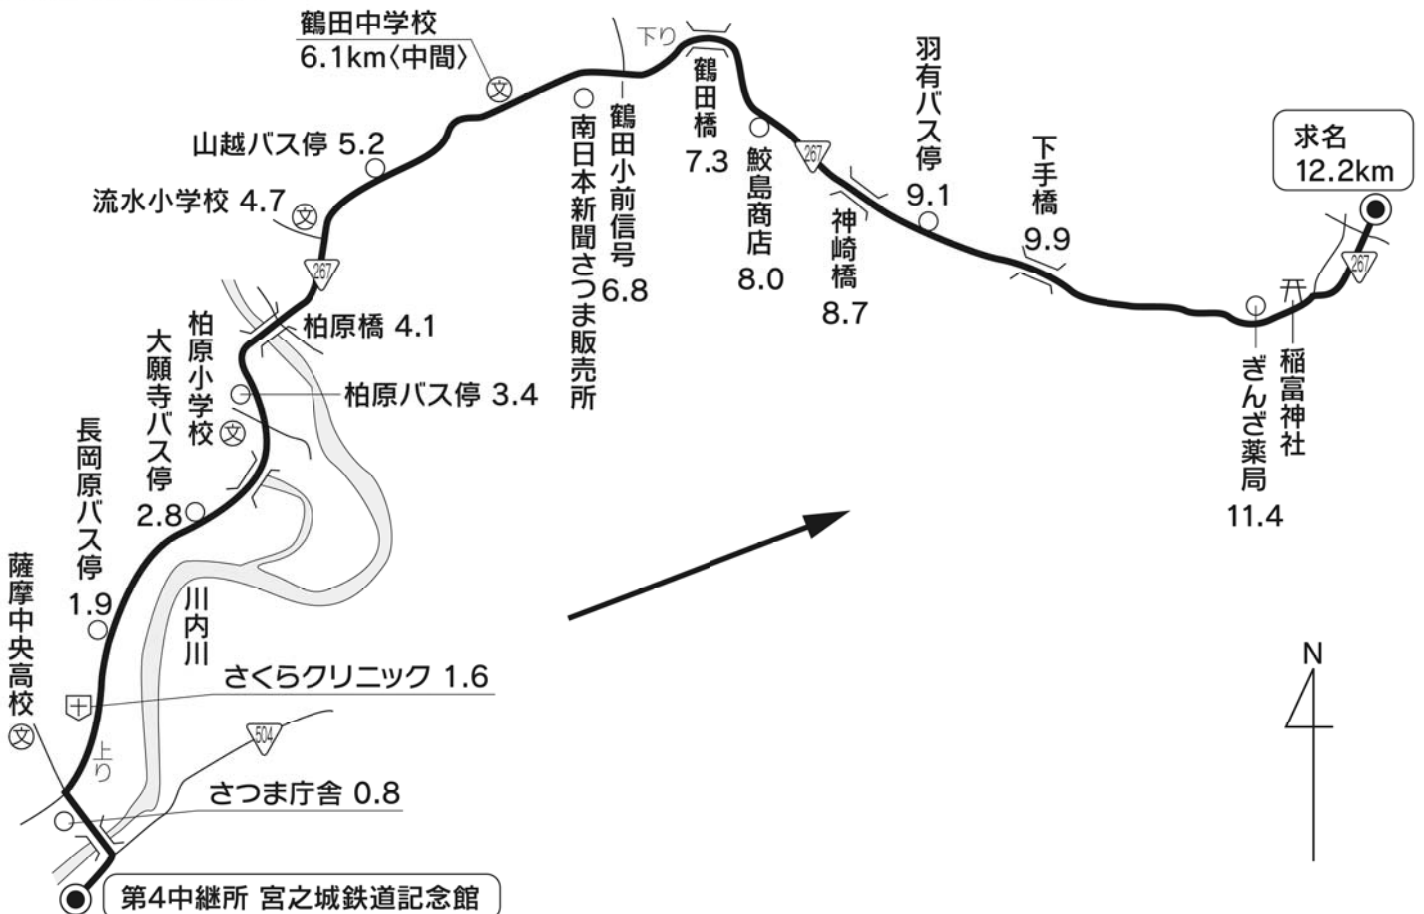 鶴田中学校
6.1km〈中間〉
山越バス停 5.2
流水小学校 4.7
267
柏原橋 4.1
柏原バス停 3.4
柏原小学校
大願寺バス停
2.8
長岡原バス停
1.9
薩摩中央高校
文
文
文
文
川内川
さくらクリニック 1.6
上り
504
さつま庁舎 0.8
第4中継所 宮之城鉄道記念館
南日本新聞さつま販売所
鶴田小前信号
6.8
下り
鶴田橋
7.3
鮫島商店
8.0
267
神崎橋
8.7
羽有バス停
9.1
下手橋
9.9
求名
12.2km
267
稲富神社
ぎんざ薬局
11.4
N